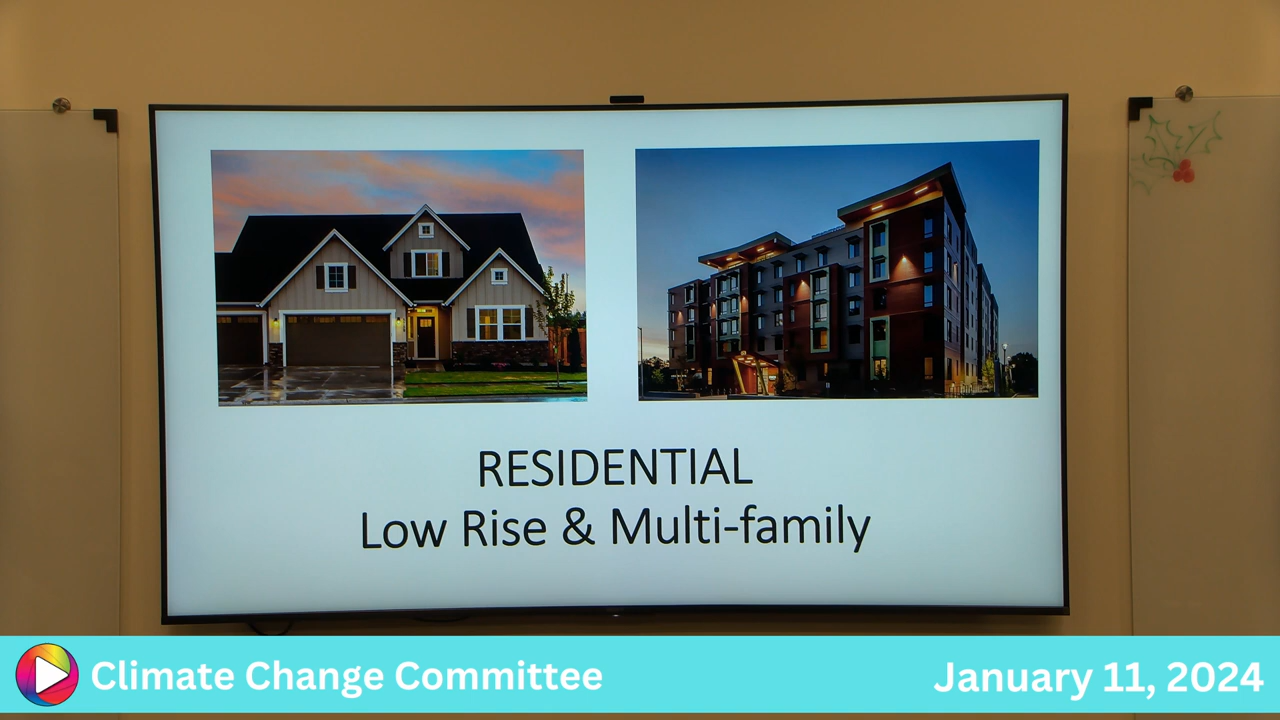 RESIDENTIAL
Low Rise & Multi-family
Climate Change Committee
January 11, 2024